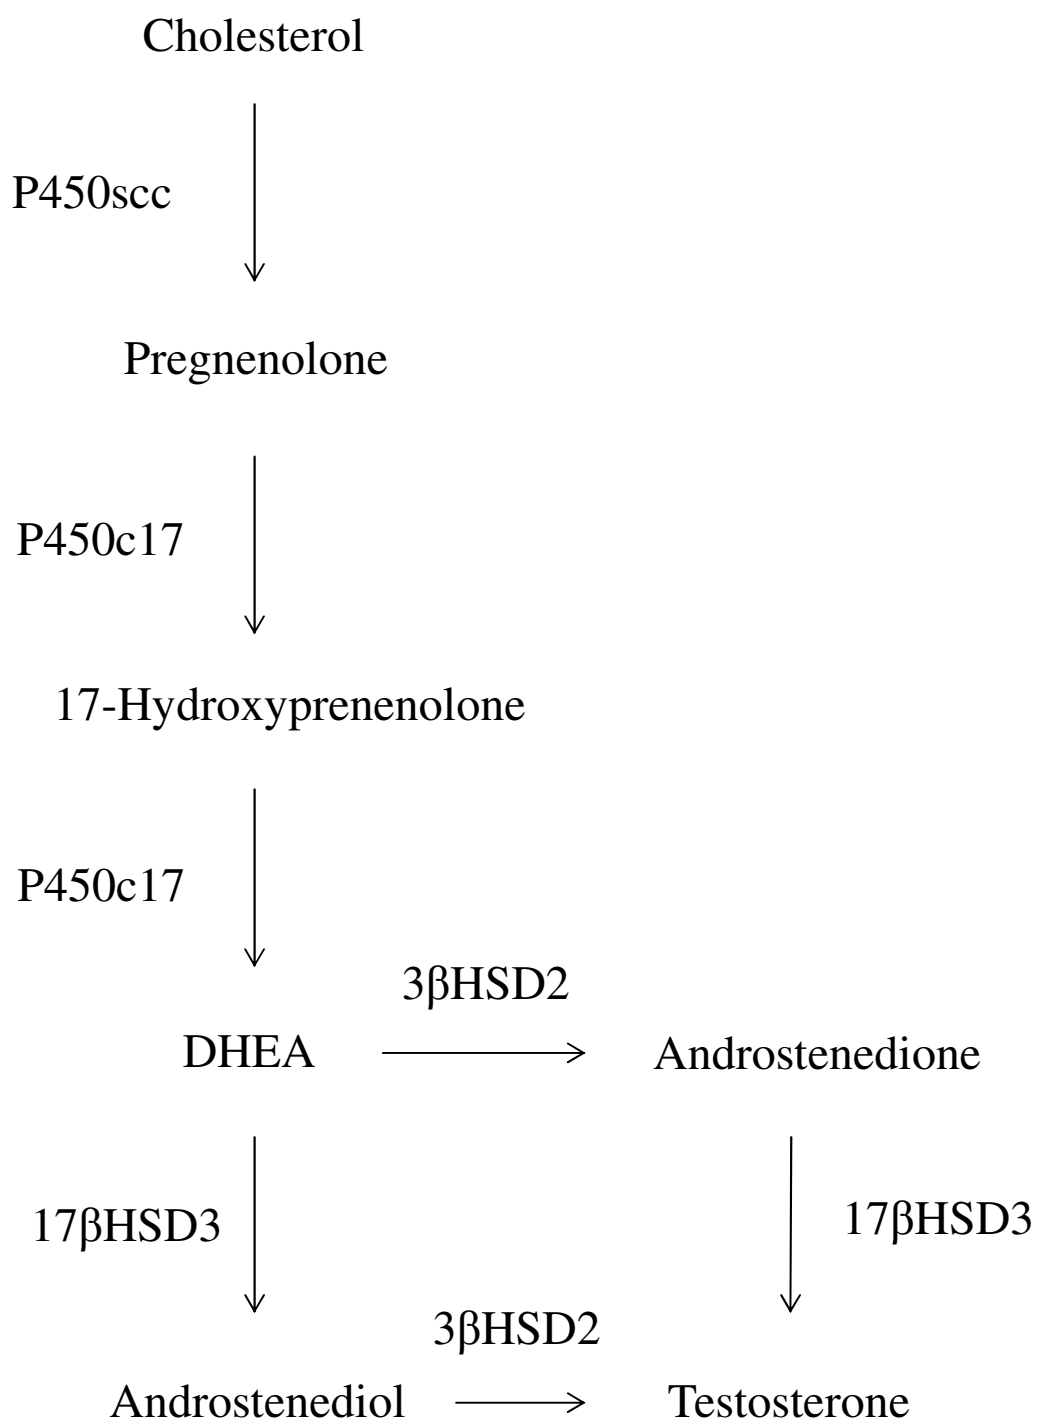 Cholesterol
P450scc
Pregnenolone
P450c17
17-Hydroxyprenenolone
P450c17
3βHSD2
DHEA
Androstenedione
17βHSD3
17βHSD3
3βHSD2
Androstenediol
Testosterone